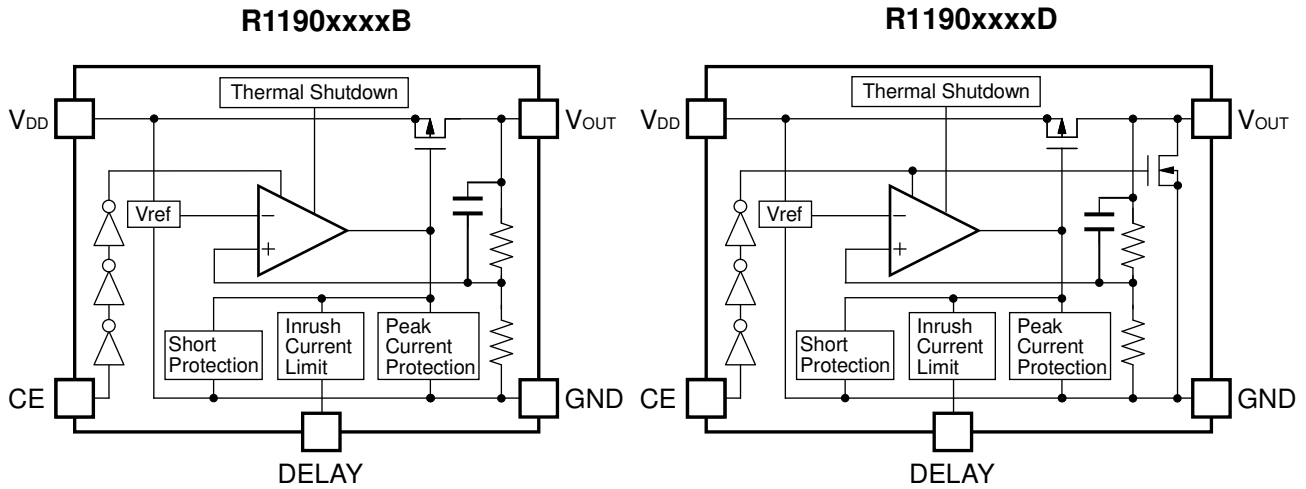 R1190xxxxB
Thermal Shutdown
VDD
VOUT
Vref
−
+
Short
Protection
Inrush
Current
Limit
Peak
Current
Protection
CE
GND
DELAY
R1190xxxxD
Thermal Shutdown
VDD
VOUT
Vref
−
+
Short
Protection
Inrush
Current
Limit
Peak
Current
Protection
CE
GND
DELAY